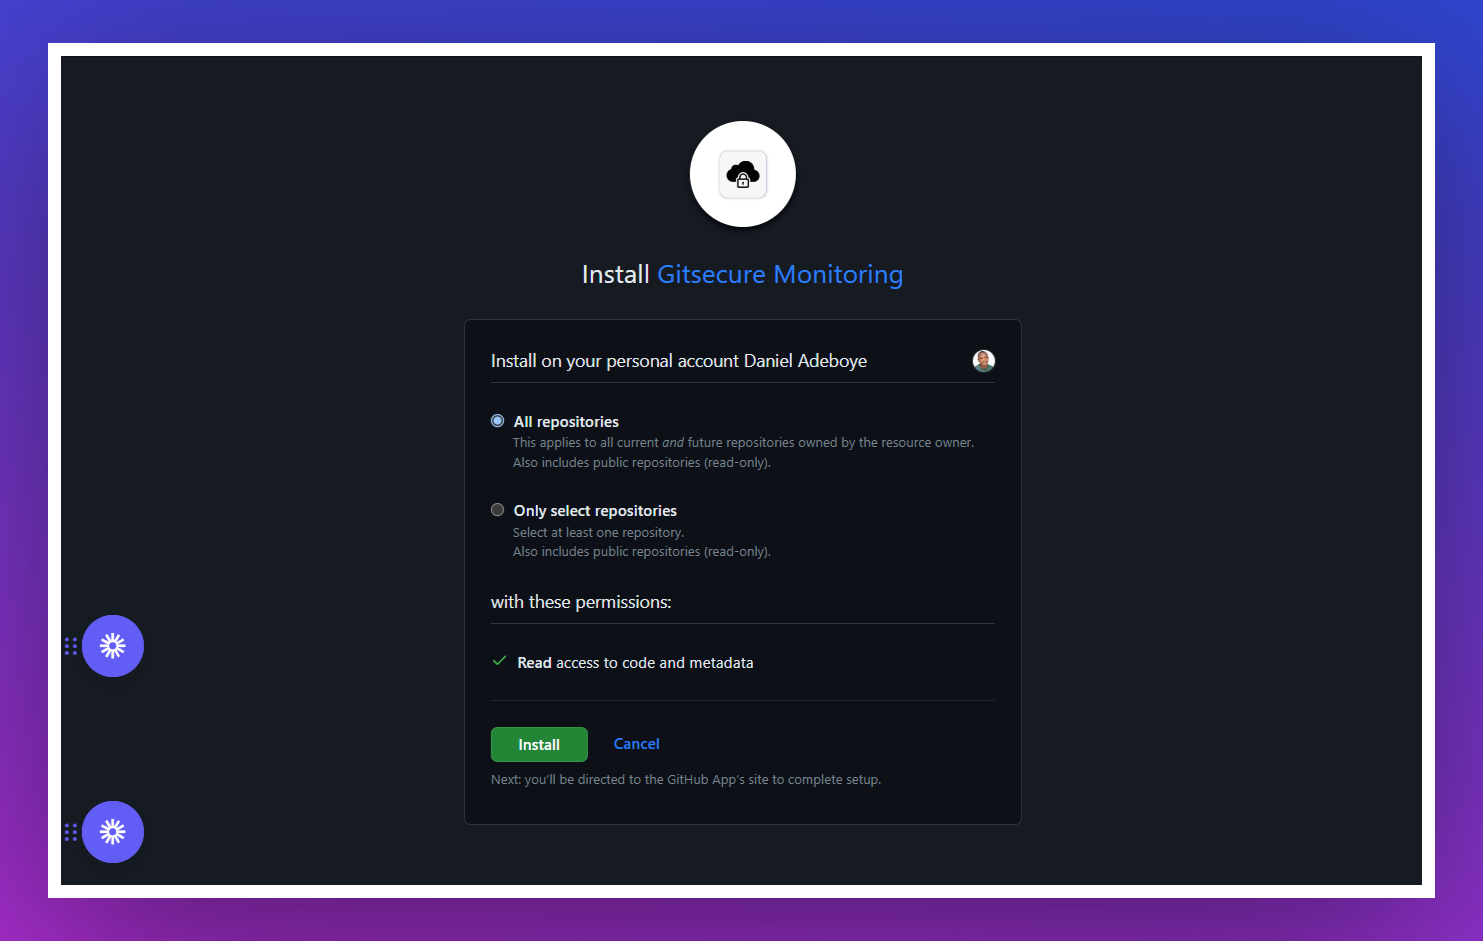 Install Gitsecure Monitoring
Install on your personal account Daniel Adeboye
All repositories
This applies to all current and future repositories owned by the resource owner.
Also includes public repositories (read-only).
Only select repositories
Select at least one repository.
Also includes public repositories (read-only).
with these permissions:
Read access to code and metadata
Install Cancel
Next: you'll be directed to the GitHub App's site to complete setup.